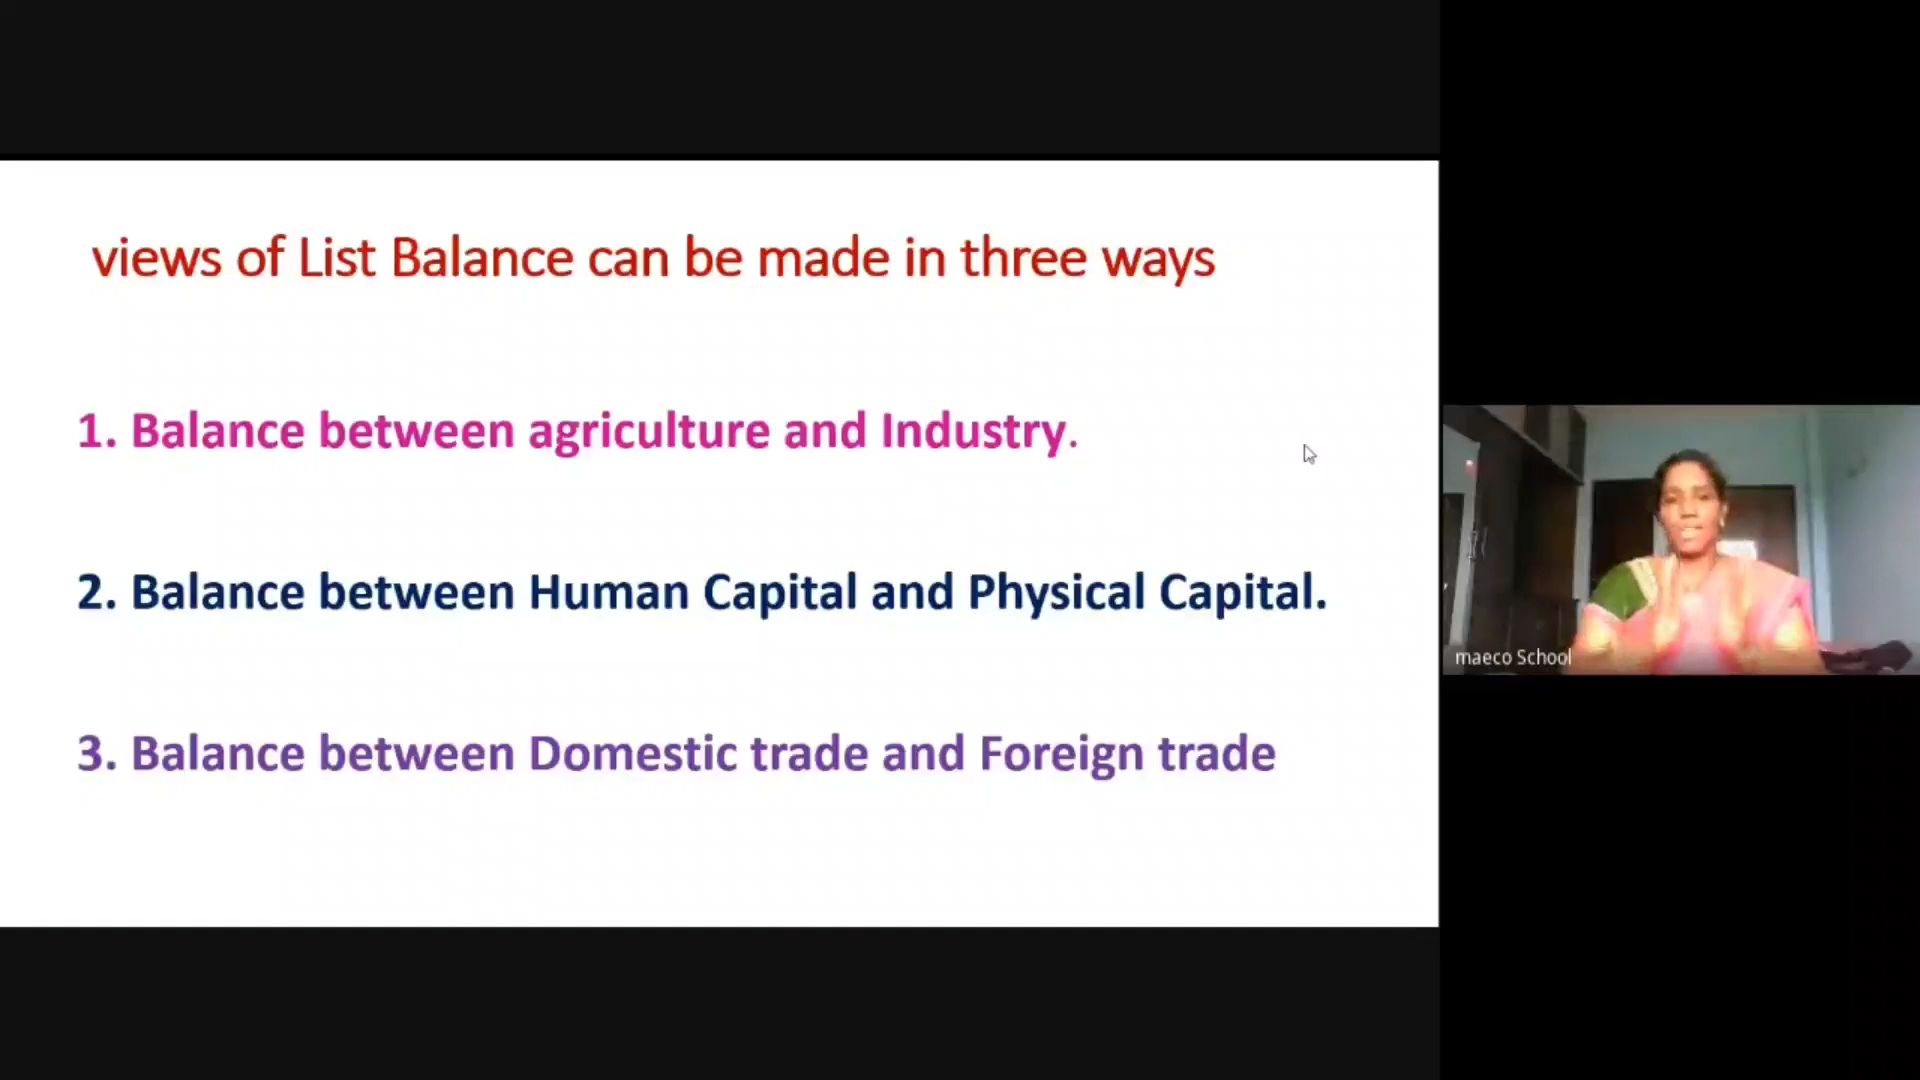 views of List Balance can be made in three ways
1. Balance between agriculture and Industry.
2. Balance between Human Capital and Physical Capital.
3. Balance between Domestic trade and Foreign trade
maeco School